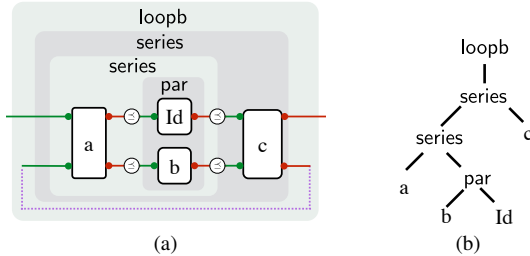 loopb
series
series
par
Id
a
c
b
⪯ ⪯
⪯ ⪯
(a)
loopb
series
series
c
a
par
b
Id
(b)